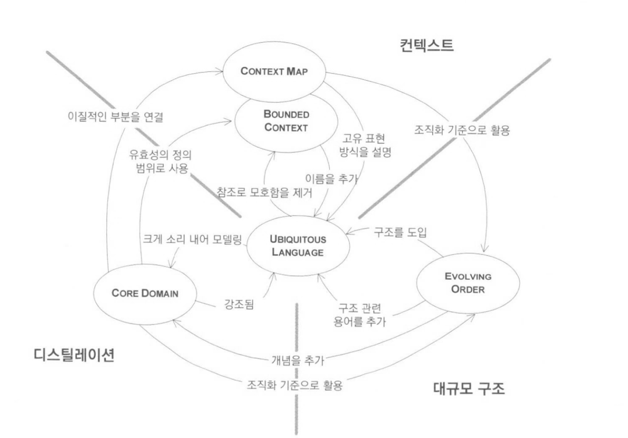 컨텍스트
CONTEXT MAP
이질적인 부분을 연결
BOUNDED
CONTEXT
고유 표현
방식을 설명
조직화 기준으로 활용
유효성의 정의
범위로 사용
이름을 추가
참조로 모호함을 제거
크게 소리 내어 모델링
UBIQUITOUS
LANGUAGE
구조를 도입
CORE DOMAIN
강조됨
구조 관련
용어를 추가
EVOLVING
ORDER
디스틸레이션
개념을 추가
조직화 기준으로 활용
대규모 구조